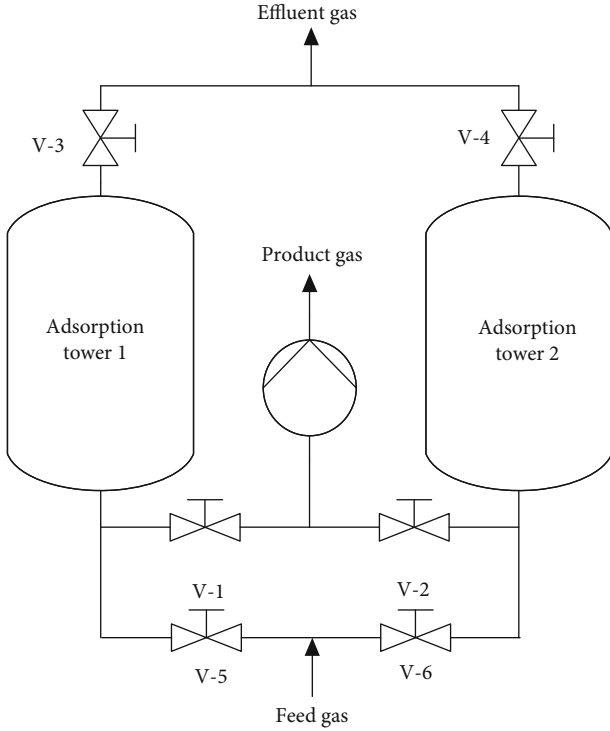 Effluent gas
V-3
V-4
Product gas
Adsorption
tower 1
Adsorption
tower 2
V-1
V-2
V-5
V-6
Feed gas